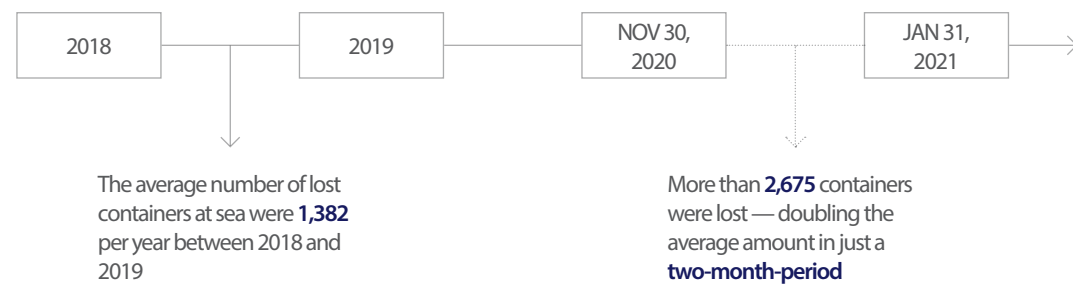 2018
2019
NOV 30,
2020
JAN 31,
2021
The average number of lost
containers at sea were 1,382
per year between 2018 and
2019
More than 2,675 containers
were lost — doubling the
average amount in just a
two-month-period